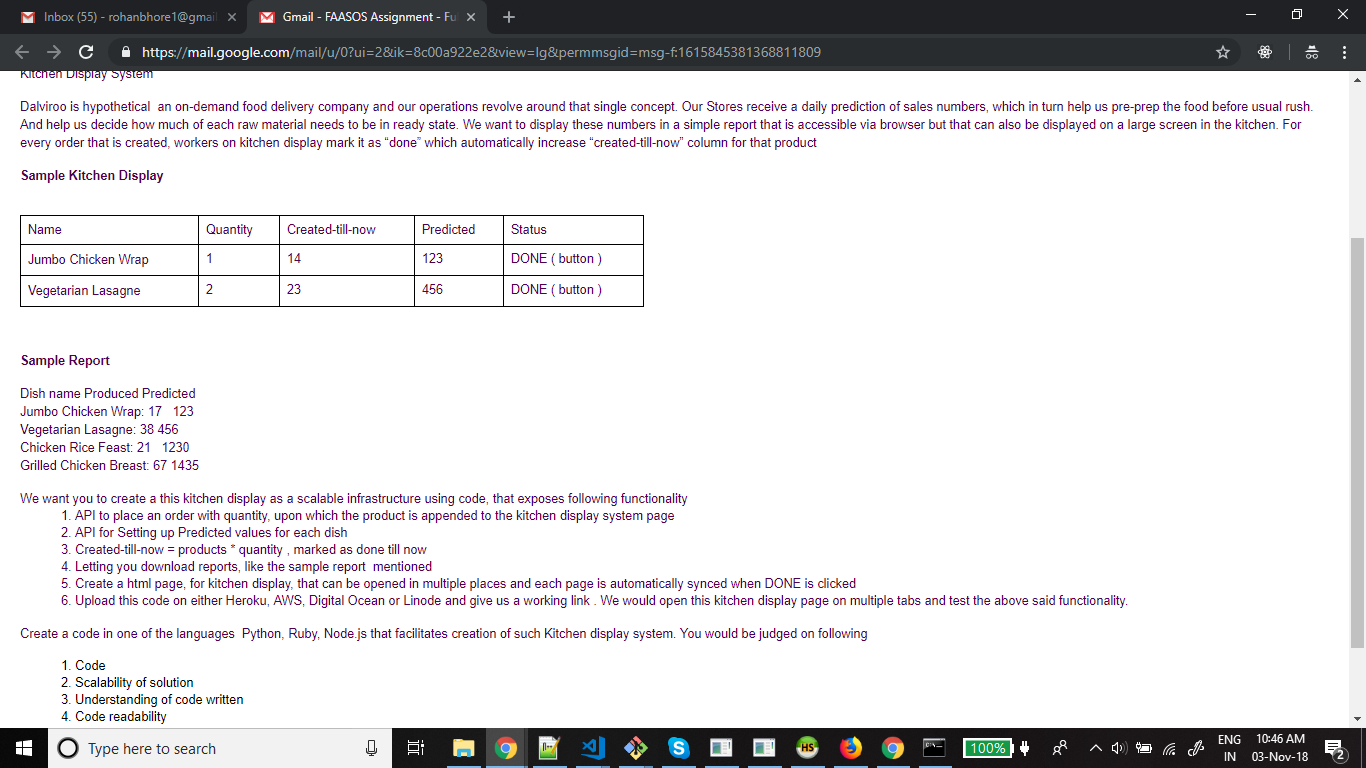 Inbox (55) - rohanbhore1@gmai
Gmail - FAASOS Assignment - Fu
https://mail.google.com/mail/u/0?ui=2&ik=8c00a922e2&view=lg&permmsgid=msg-f:1615845381368811809
Kitchen Display System
Dalviroo is hypothetical an on-demand food delivery company and our operations revolve around that single concept. Our Stores receive a daily prediction of sales numbers, which in turn help us pre-prep the food before usual rush.
And help us decide how much of each raw material needs to be in ready state. We want to display these numbers in a simple report that is accessible via browser but that can also be displayed on a large screen in the kitchen. For
every order that is created, workers on kitchen display mark it as “done” which automatically increase “created-till-now” column for that product
Sample Kitchen Display
Name Quantity Created-till-now Predicted Status
Jumbo Chicken Wrap 1 14 123 DONE ( button )
Vegetarian Lasagne 2 23 456 DONE ( button )
Sample Report
Dish name Produced Predicted
Jumbo Chicken Wrap: 17 123
Vegetarian Lasagne: 38 456
Chicken Rice Feast: 21 1230
Grilled Chicken Breast: 67 1435
We want you to create a this kitchen display as a scalable infrastructure using code, that exposes following functionality
1. API to place an order with quantity, upon which the product is appended to the kitchen display system page
2. API for Setting up Predicted values for each dish
3. Created-till-now = products * quantity , marked as done till now
4. Letting you download reports, like the sample report mentioned
5. Create a html page, for kitchen display, that can be opened in multiple places and each page is automatically synced when DONE is clicked
6. Upload this code on either Heroku, AWS, Digital Ocean or Linode and give us a working link . We would open this kitchen display page on multiple tabs and test the above said functionality.
Create a code in one of the languages Python, Ruby, Node.js that facilitates creation of such Kitchen display system. You would be judged on following
1. Code
2. Scalability of solution
3. Understanding of code written
4. Code readability
Type here to search
HS
100%
ENG
IN
10:46 AM
03-Nov-18
2